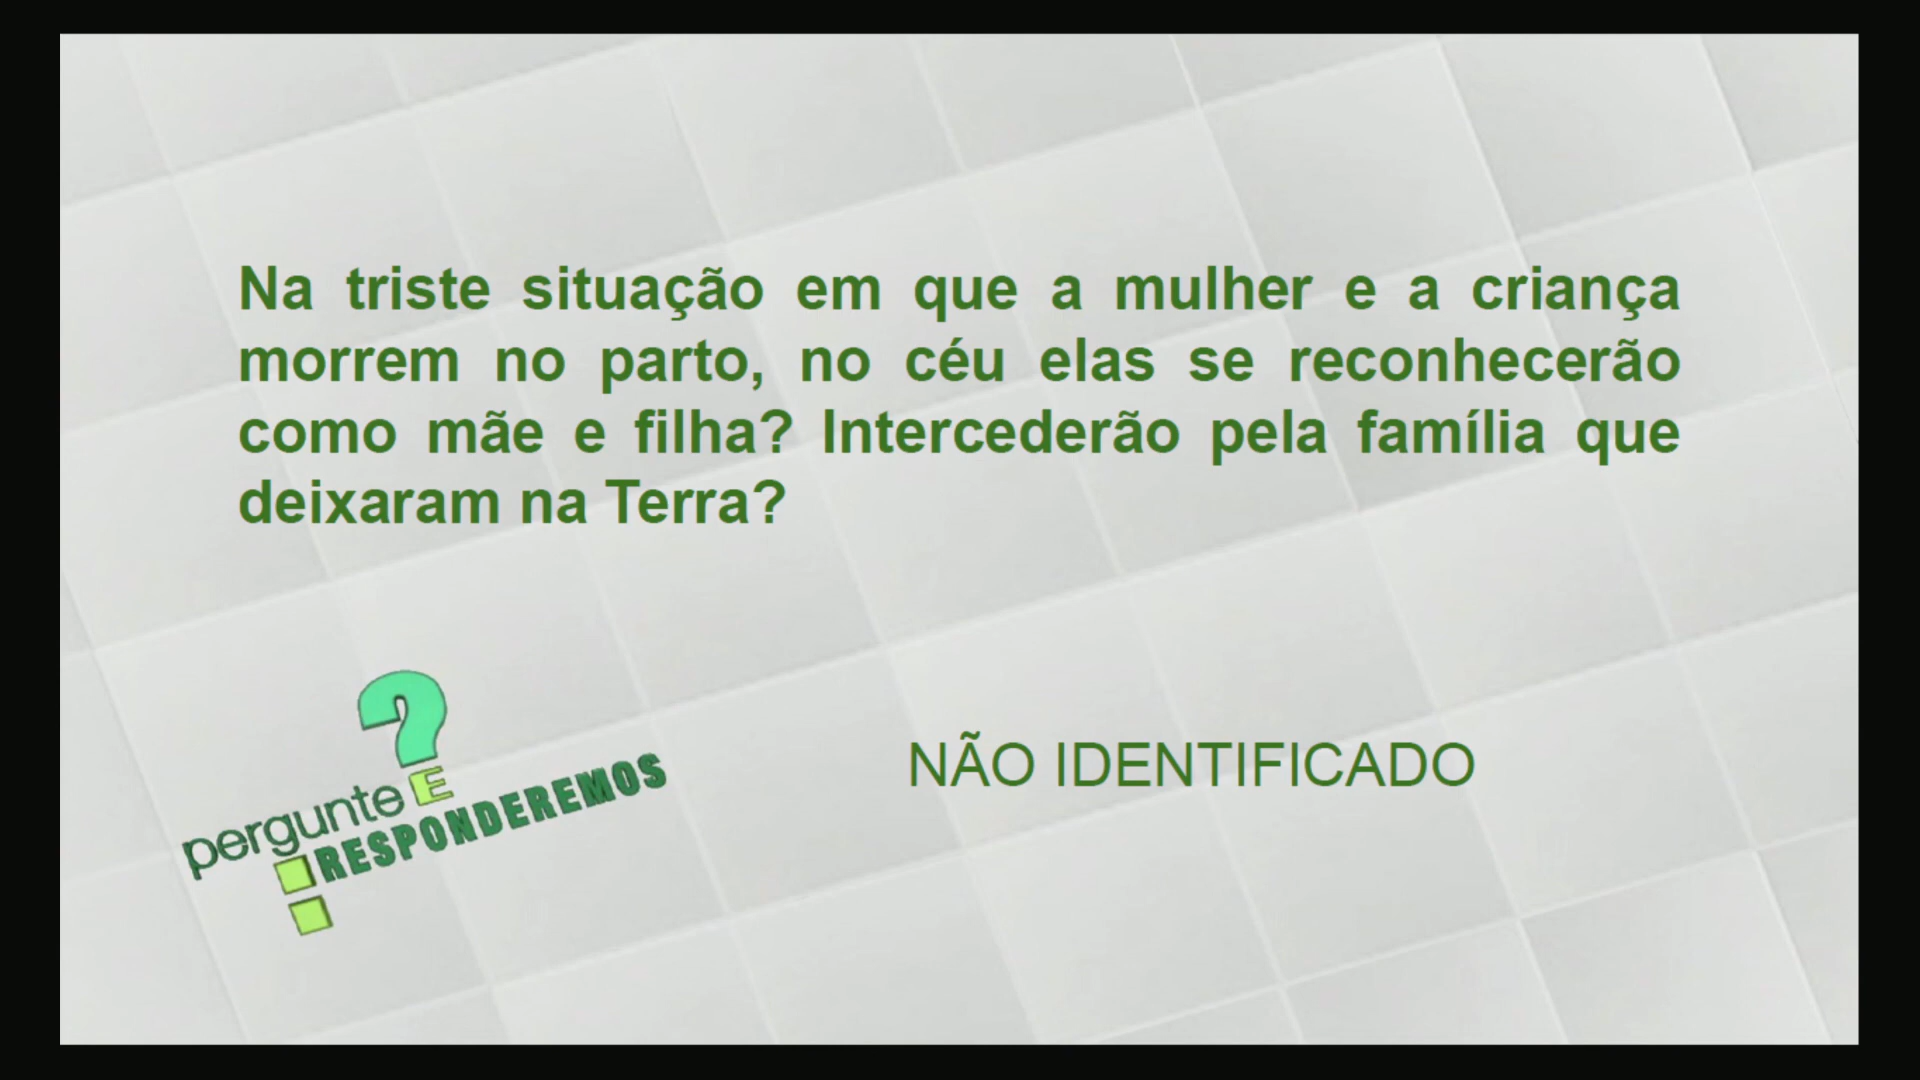 Na triste situação em que a mulher e a criança
morrem no parto, no céu elas se reconhecerão
como mãe e filha? Intercederão pela família que
deixaram na Terra?
pergunte E
RESPONDEREMOS
NÃO IDENTIFICADO